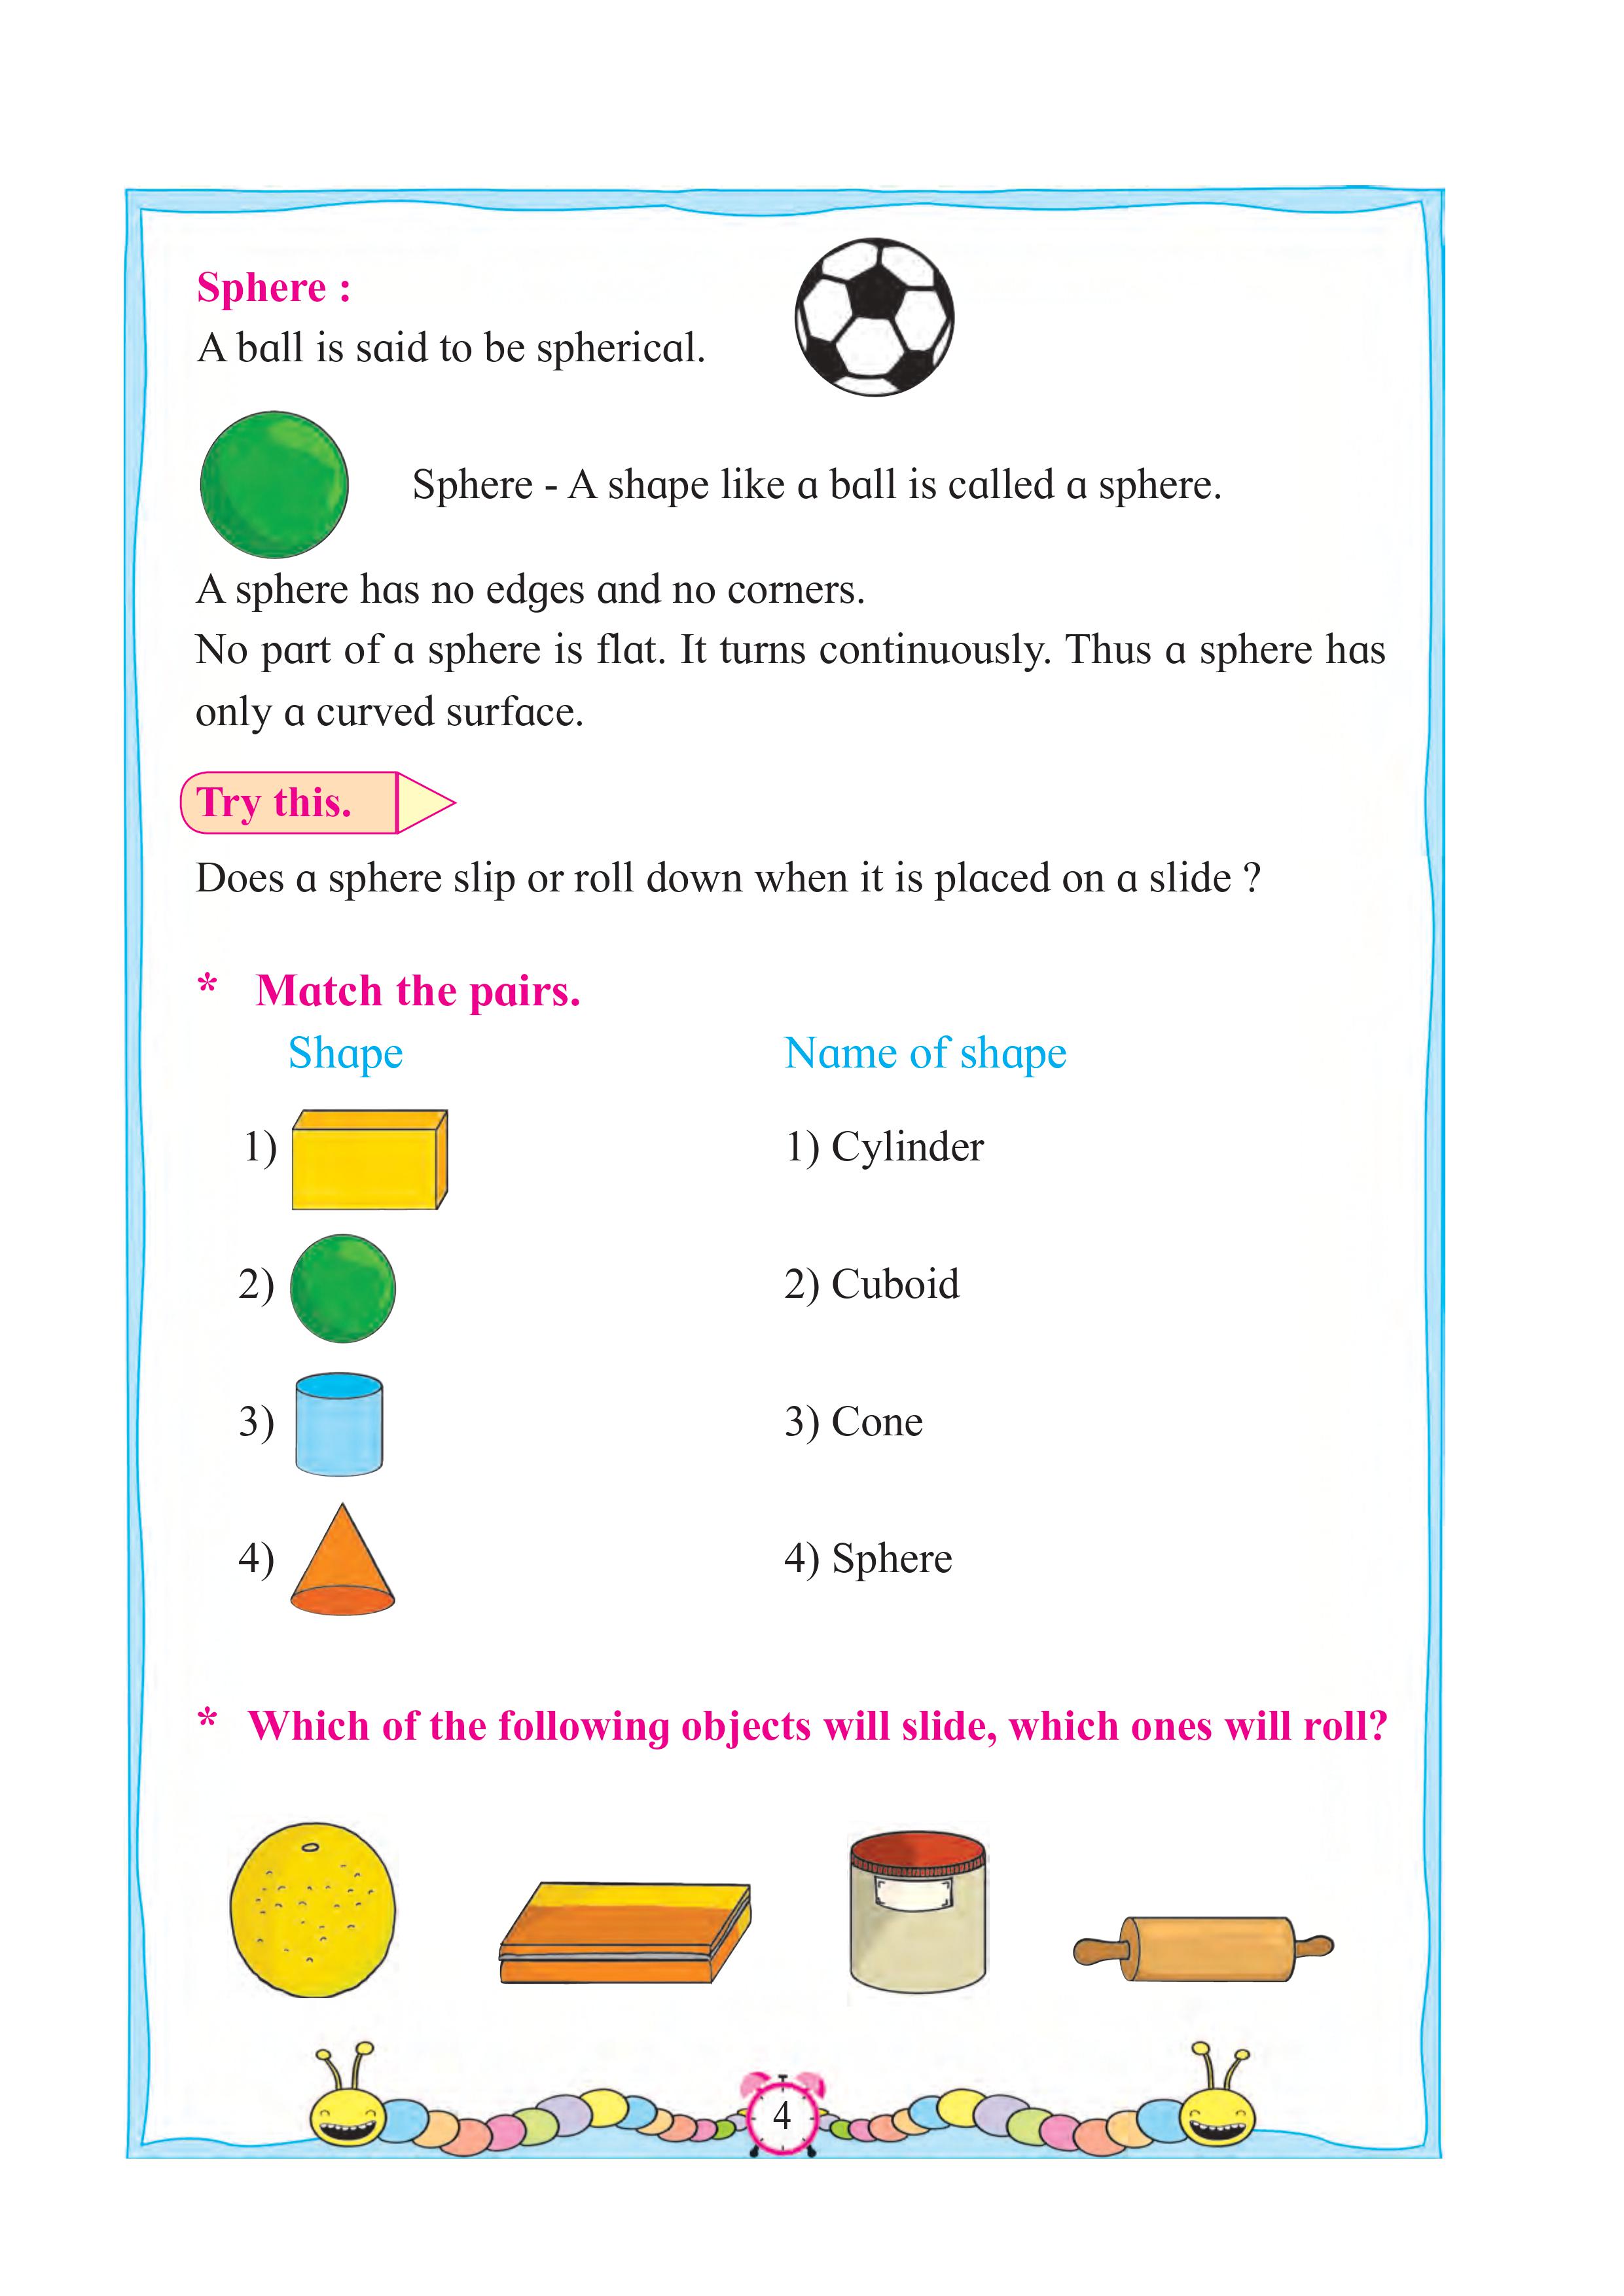 Sphere :
A ball is said to be spherical.
Sphere - A shape like a ball is called a sphere.
A sphere has no edges and no corners.
No part of a sphere is flat. It turns continuously. Thus a sphere has
only a curved surface.
Try this.
Does a sphere slip or roll down when it is placed on a slide ?
* Match the pairs.
Shape Name of shape
1) 1) Cylinder
2) 2) Cuboid
3) 3) Cone
4) 4) Sphere
* Which of the following objects will slide, which ones will roll?
4